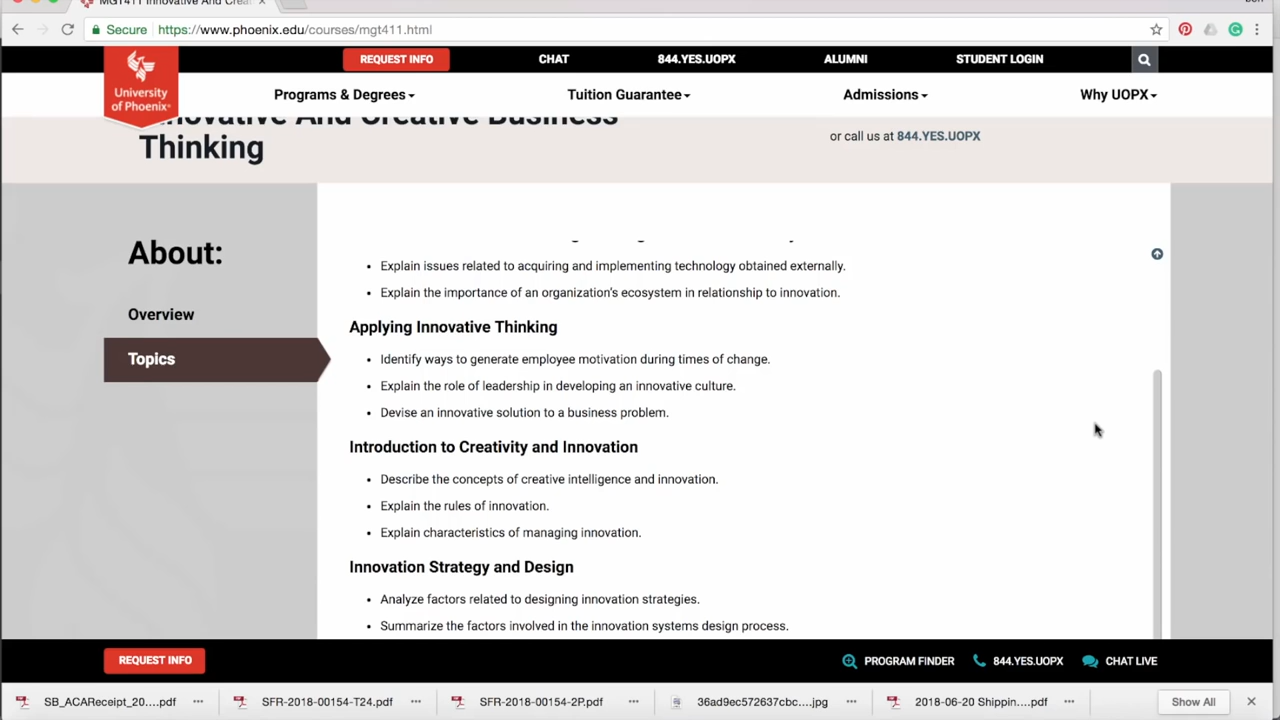 MGT411 Innovative And Crea
Secure
https://www.phoenix.edu/courses/mgt411.html
REQUEST INFO
CHAT
844.YES.UOPX
ALUMNI
STUDENT LOGIN
University
of Phoenix
Programs & Degrees
Tuition Guarantee
Admissions
Why UOPX
Innovative And Creative Business
Thinking
or call us at 844.YES.UOPX
About:
Overview
Topics
• Explain issues related to acquiring and implementing technology obtained externally.
• Explain the importance of an organization's ecosystem in relationship to innovation.
Applying Innovative Thinking
• Identify ways to generate employee motivation during times of change.
• Explain the role of leadership in developing an innovative culture.
• Devise an innovative solution to a business problem.
Introduction to Creativity and Innovation
• Describe the concepts of creative intelligence and innovation.
• Explain the rules of innovation.
• Explain characteristics of managing innovation.
Innovation Strategy and Design
• Analyze factors related to designing innovation strategies.
• Summarize the factors involved in the innovation systems design process.
REQUEST INFO
PROGRAM FINDER
844.YES.UOPX
CHAT LIVE
SB_ACAReceipt_20....pdf
SFR-2018-00154-T24.pdf
SFR-2018-00154-2P.pdf
36ad9ec572637cbc....jpg
2018-06-20 Shippin....pdf
Show All